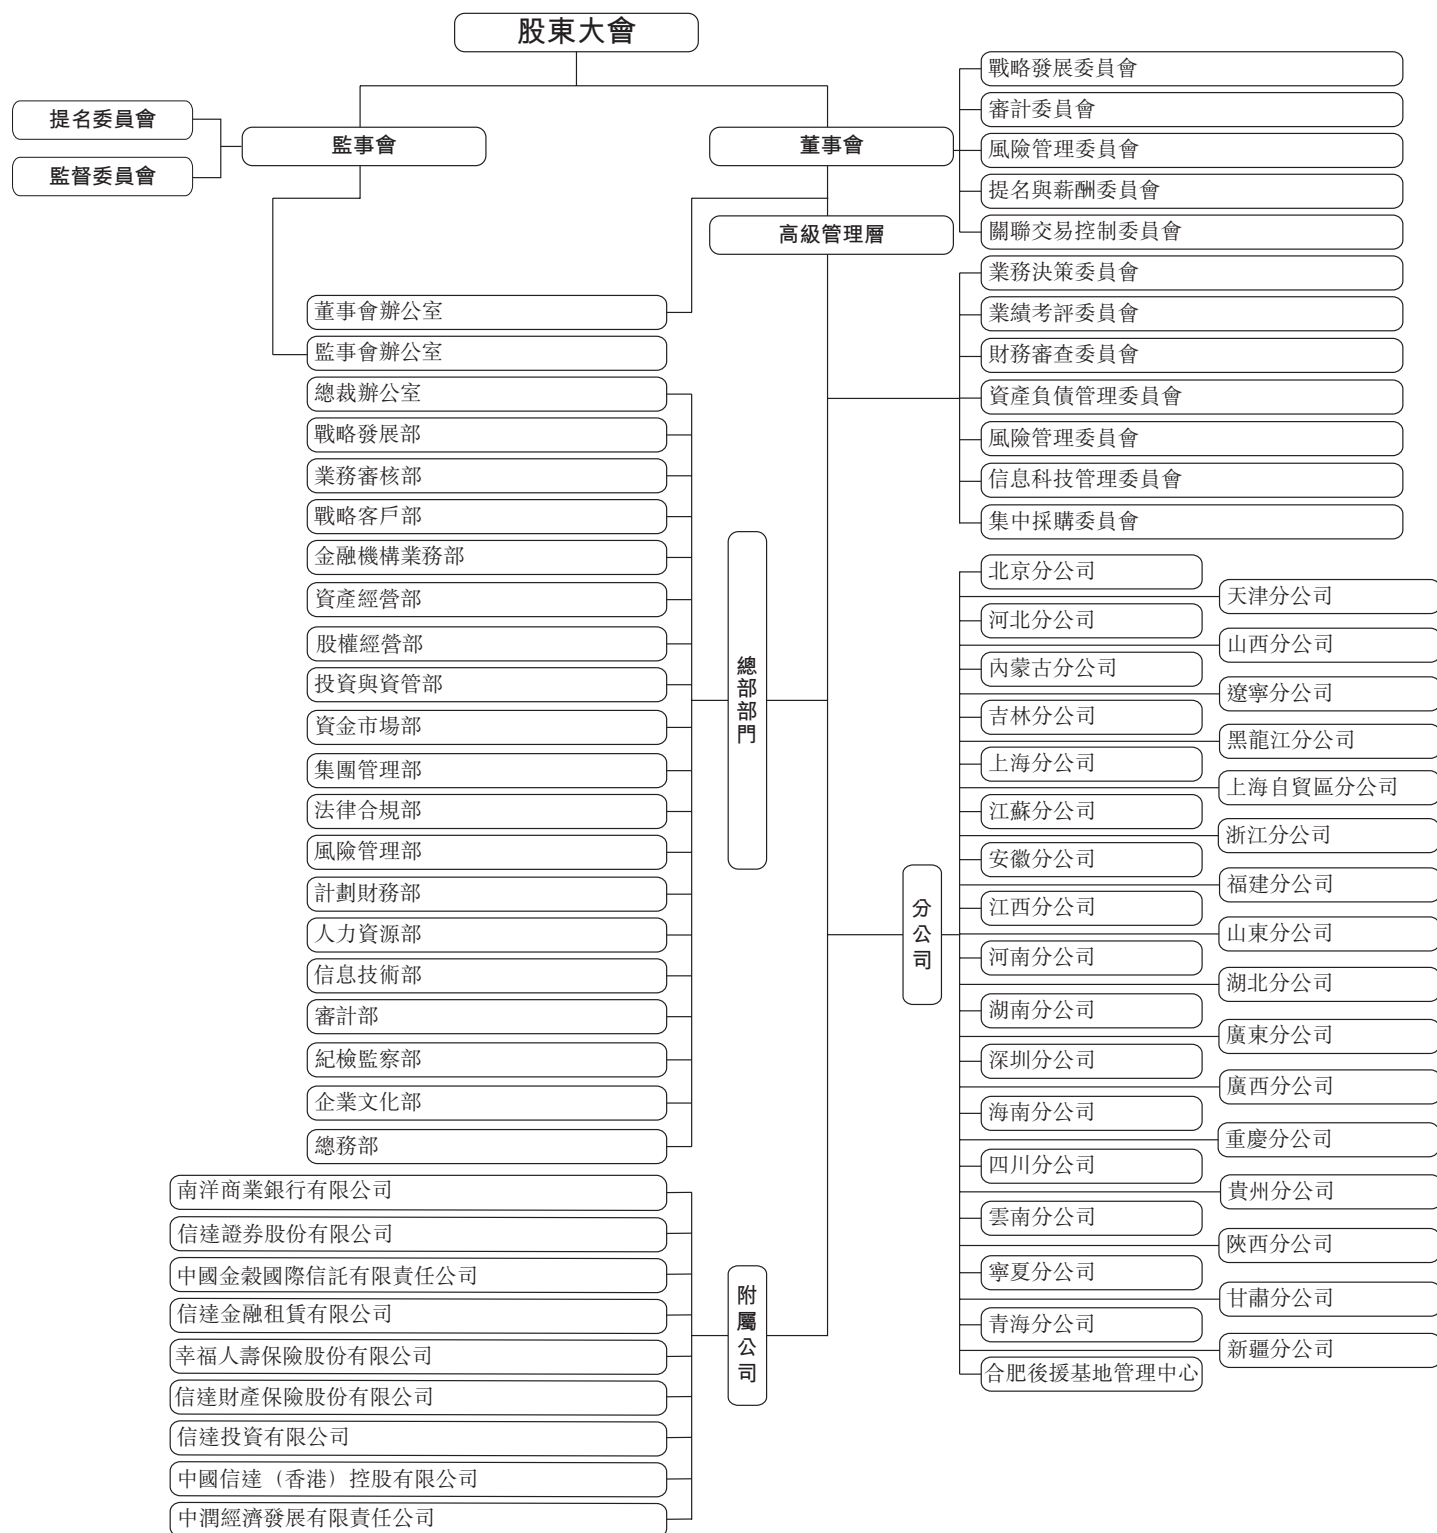 股東大會
提名委員會
監督委員會
監事會
董事會
高級管理層
戰略發展委員會
審計委員會
風險管理委員會
提名與薪酬委員會
關聯交易控制委員會
業務決策委員會
業績考評委員會
財務審查委員會
資產負債管理委員會
風險管理委員會
信息科技管理委員會
集中採購委員會
董事會辦公室
監事會辦公室
總裁辦公室
戰略發展部
業務審核部
戰略客戶部
金融機構業務部
資產經營部
股權經營部
投資與資管部
資金市場部
集團管理部
法律合規部
風險管理部
計劃財務部
人力資源部
信息技術部
審計部
紀檢監察部
企業文化部
總務部
總部部門
南洋商業銀行有限公司
信達證券股份有限公司
中國金穀國際信託有限責任公司
信達金融租賃有限公司
幸福人壽保險股份有限公司
信達財產保險股份有限公司
信達投資有限公司
中國信達（香港）控股有限公司
中潤經濟發展有限責任公司
附屬公司
分公司
北京分公司
天津分公司
河北分公司
山西分公司
內蒙古分公司
遼寧分公司
吉林分公司
黑龍江分公司
上海分公司
上海自貿區分公司
江蘇分公司
浙江分公司
安徽分公司
福建分公司
江西分公司
山東分公司
河南分公司
湖北分公司
湖南分公司
廣東分公司
深圳分公司
廣西分公司
海南分公司
重慶分公司
四川分公司
貴州分公司
雲南分公司
陝西分公司
寧夏分公司
甘肅分公司
青海分公司
新疆分公司
合肥後援基地管理中心